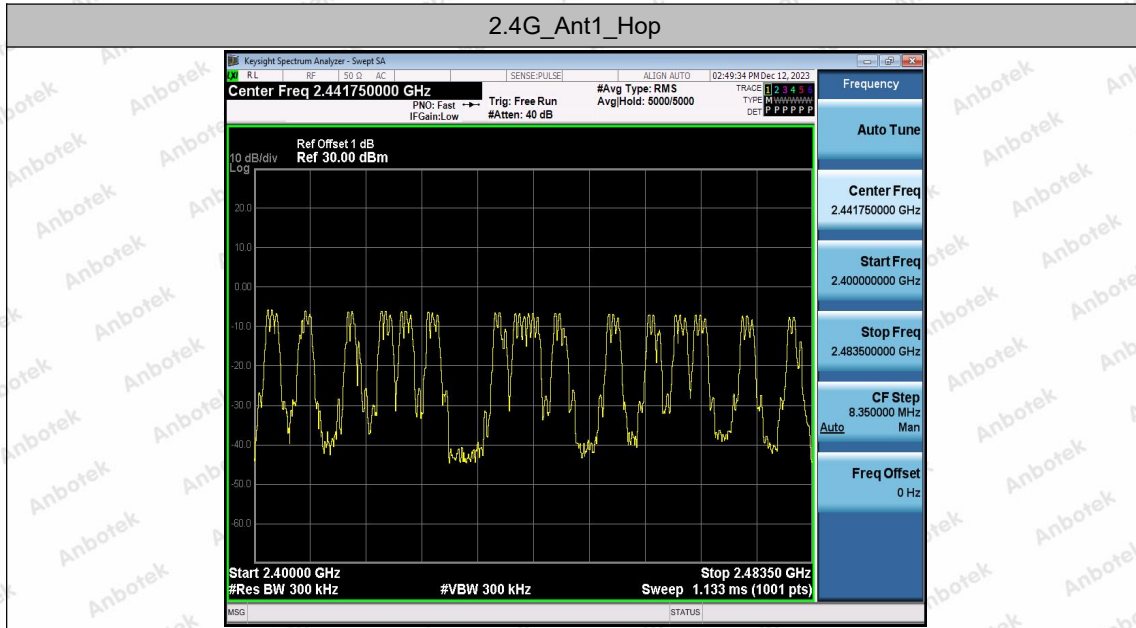 2.4G_Ant1_Hop
Keysight Spectrum Analyzer - Swept SA
LXI RL RF 50 Ω AC SENSE:PULSE ALIGN AUTO 02:49:34 PM Dec 12, 2023
Center Freq 2.441750000 GHz #Avg Type: RMS TRACE 1 2 3 4 5 6
PNO: Fast Trig: Free Run Avg|Hold: 5000/5000 TYPE MWWWWW
IFGain:Low #Atten: 40 dB DET P P P P P P
Frequency
Auto Tune
Center Freq
2.441750000 GHz
Start Freq
2.400000000 GHz
Stop Freq
2.483500000 GHz
CF Step
8.350000 MHz
Auto Man
Freq Offset
0 Hz
Ref Offset 1 dB
10 dB/div Ref 30.00 dBm
Log
20.0
10.0
0.00
-10.0
-20.0
-30.0
-40.0
-50.0
-60.0
Start 2.40000 GHz Stop 2.48350 GHz
#Res BW 300 kHz #VBW 300 kHz Sweep 1.133 ms (1001 pts)
MSG STATUS
Anbotek